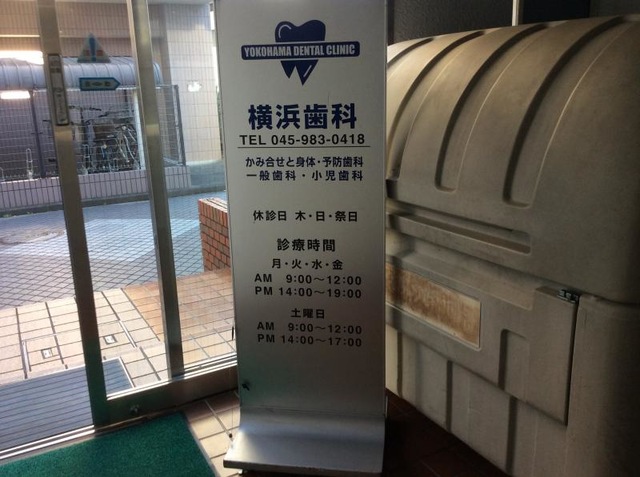 YOKOHAMA DENTAL CLINIC
横浜歯科
TEL 045-983-0418
かみ合せと身体・予防歯科
一般歯科・小児歯科
休診日 木・日・祭日
診療時間
月・火・水・金
AM 9:00～12:00
PM 14:00～19:00
土曜日
AM 9:00～12:00
PM 14:00～17:00